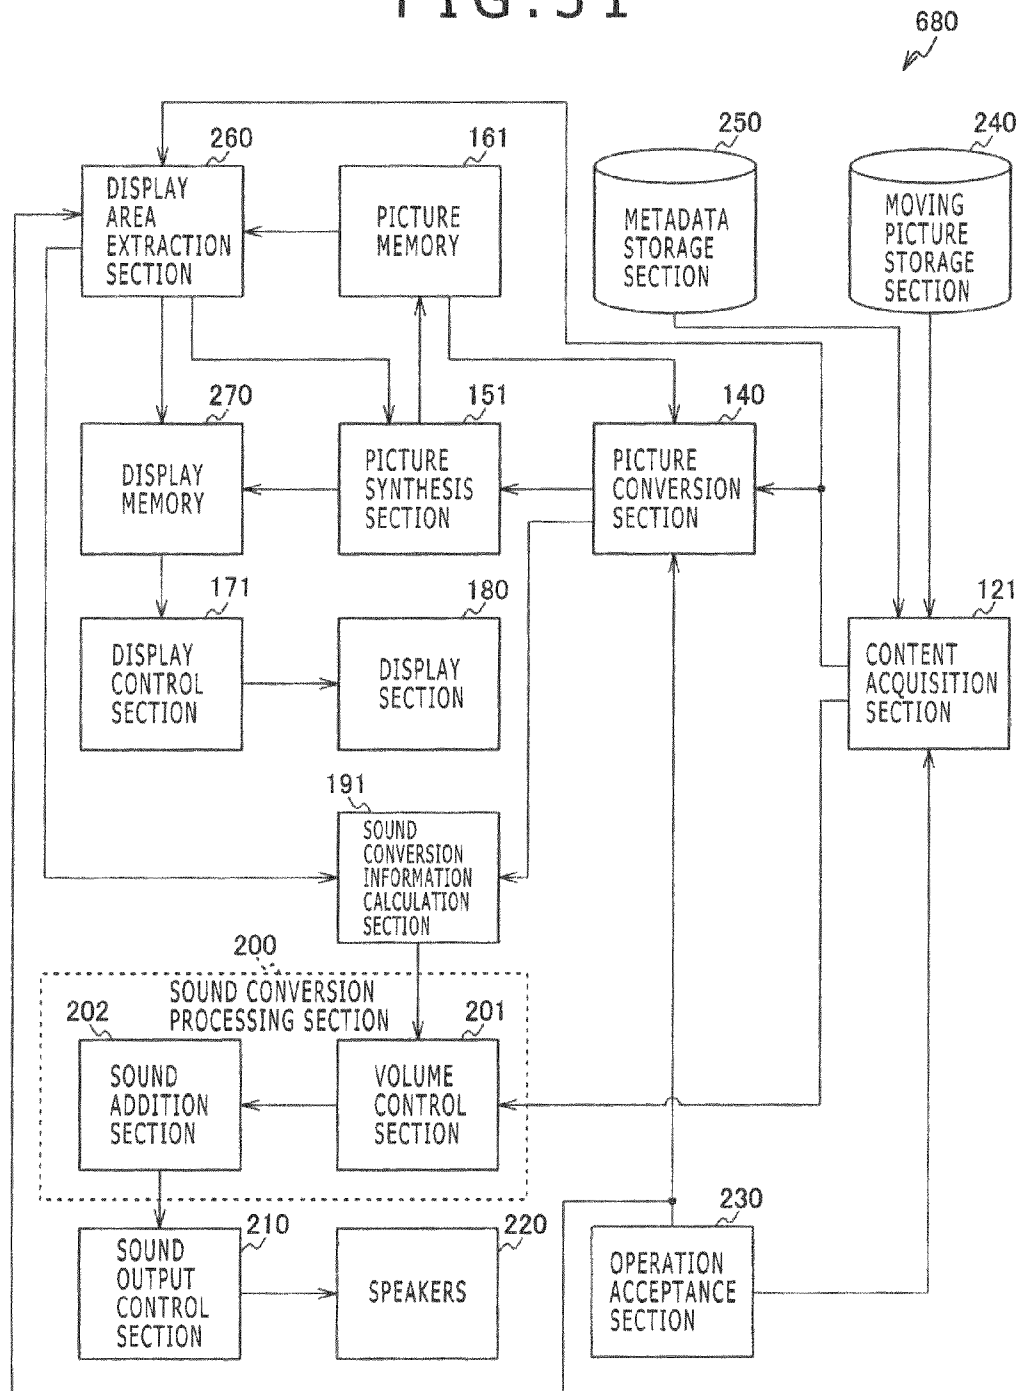 FIG.31
680
260
DISPLAY
AREA
EXTRACTION
SECTION
161
PICTURE
MEMORY
250
METADATA
STORAGE
SECTION
240
MOVING
PICTURE
STORAGE
SECTION
270
DISPLAY
MEMORY
151
PICTURE
SYNTHESIS
SECTION
140
PICTURE
CONVERSION
SECTION
171
DISPLAY
CONTROL
SECTION
180
DISPLAY
SECTION
121
CONTENT
ACQUISITION
SECTION
191
SOUND
CONVERSION
INFORMATION
CALCULATION
SECTION
200
SOUND CONVERSION
PROCESSING SECTION
202
SOUND
ADDITION
SECTION
201
VOLUME
CONTROL
SECTION
210
SOUND
OUTPUT
CONTROL
SECTION
220
SPEAKERS
230
OPERATION
ACCEPTANCE
SECTION